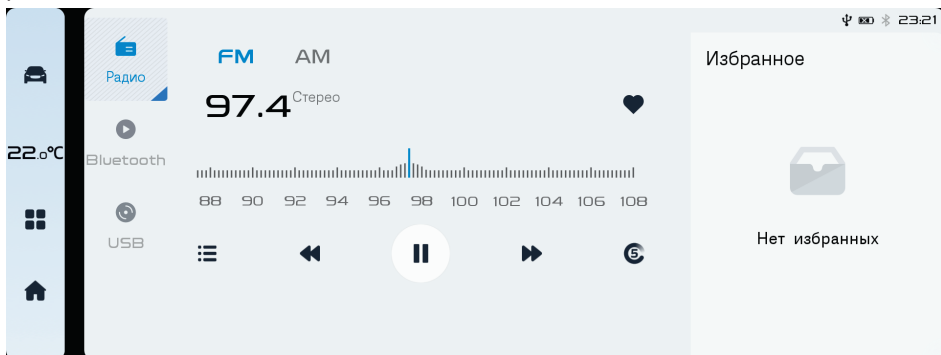 23:21
22.0°C
Радио
Bluetooth
USB
FM AM
97.4 Стерео
88 90 92 94 96 98 100 102 104 106 108
5
Избранное
Нет избранных